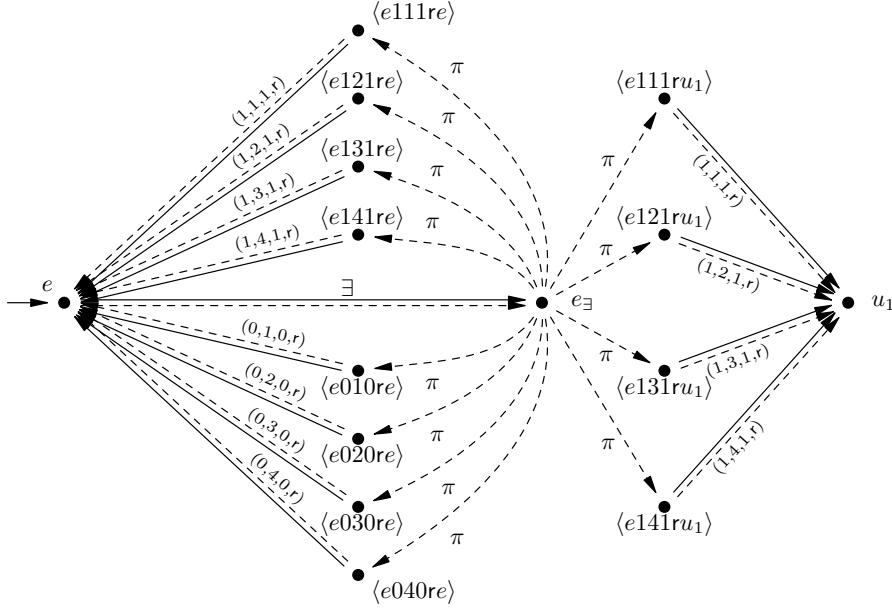 ⟨e111re⟩
π
(1,1,1,r)
⟨e121re⟩
π
(1,2,1,r)
⟨e131re⟩
π
(1,3,1,r)
⟨e141re⟩
π
(1,4,1,r)
⟨e111ru₁⟩
π
(1,1,1,r)
⟨e121ru₁⟩
π
(1,2,1,r)
e
∃
e∃
u₁
(0,1,0,r)
⟨e010re⟩
π
(0,2,0,r)
⟨e020re⟩
π
(0,3,0,r)
⟨e030re⟩
π
(0,4,0,r)
⟨e040re⟩
π
π
⟨e131ru₁⟩
(1,3,1,r)
π
⟨e141ru₁⟩
(1,4,1,r)